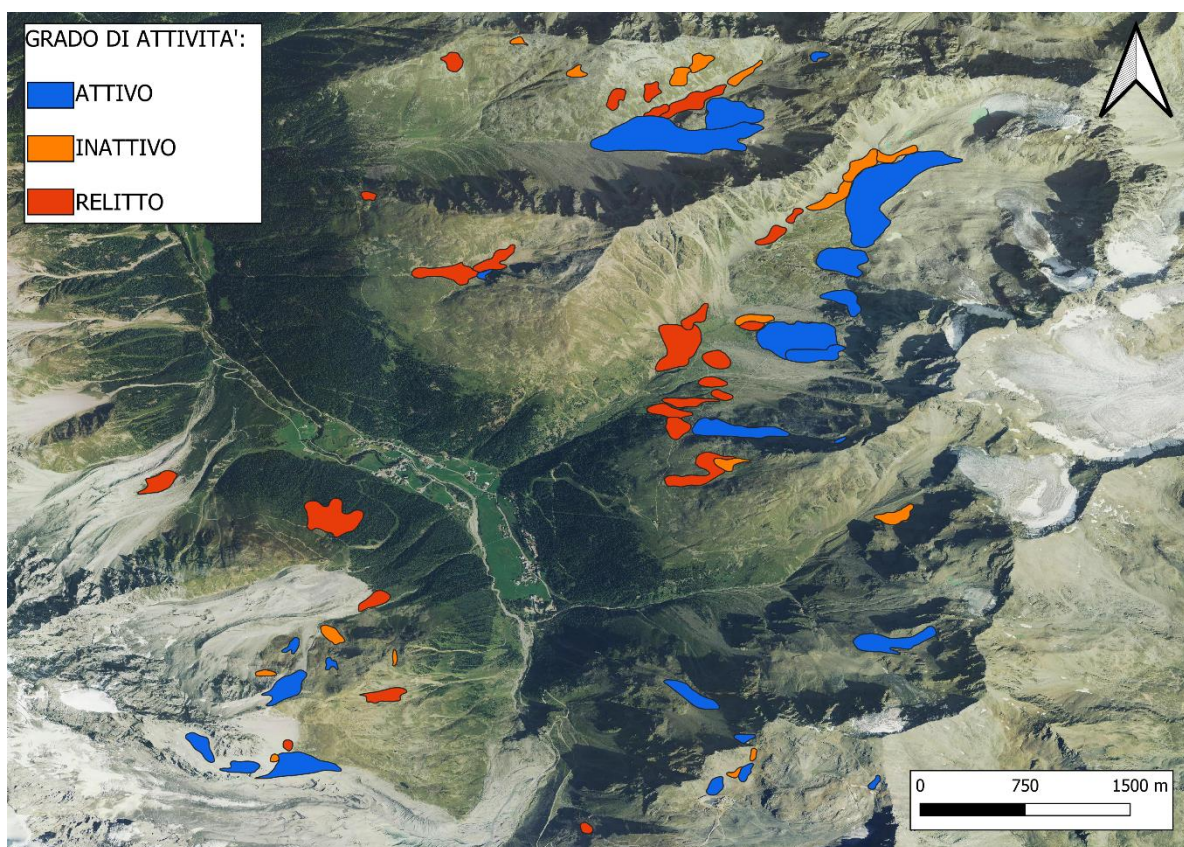 GRADO DI ATTIVITA':
ATTIVO
INATTIVO
RELITTO
0 750 1500 m